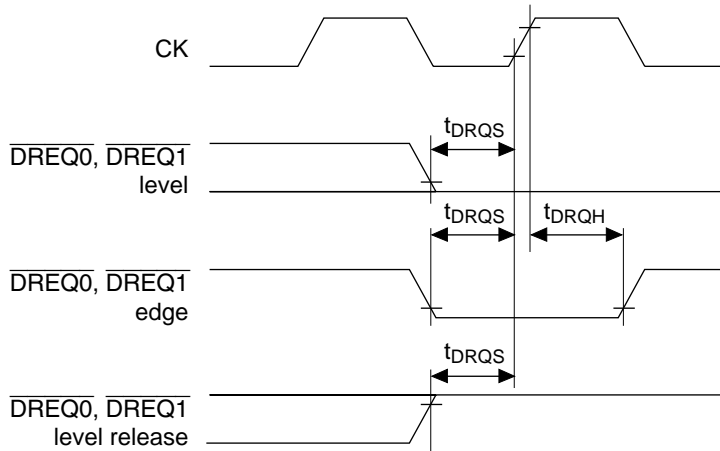 CK
tDRQS
DREQ0, DREQ1
level
tDRQS
tDRQH
DREQ0, DREQ1
edge
tDRQS
DREQ0, DREQ1
level release